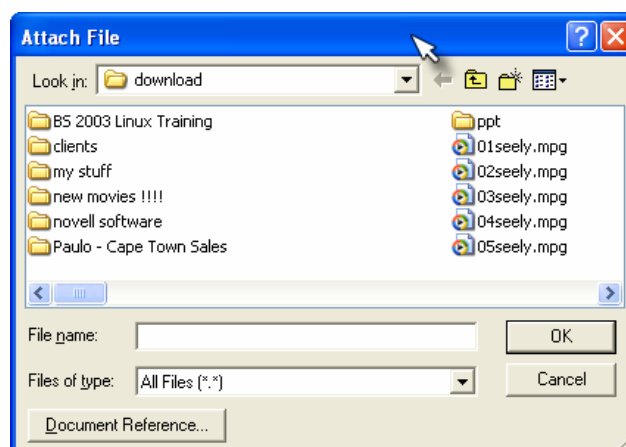 Attach File
Look in: download
BS 2003 Linux Training
clients
my stuff
new movies !!!!
novell software
Paulo - Cape Town Sales
ppt
01seely.mpg
02seely.mpg
03seely.mpg
04seely.mpg
05seely.mpg
File name:
OK
Files of type: All Files (*.*)
Cancel
Document Reference...